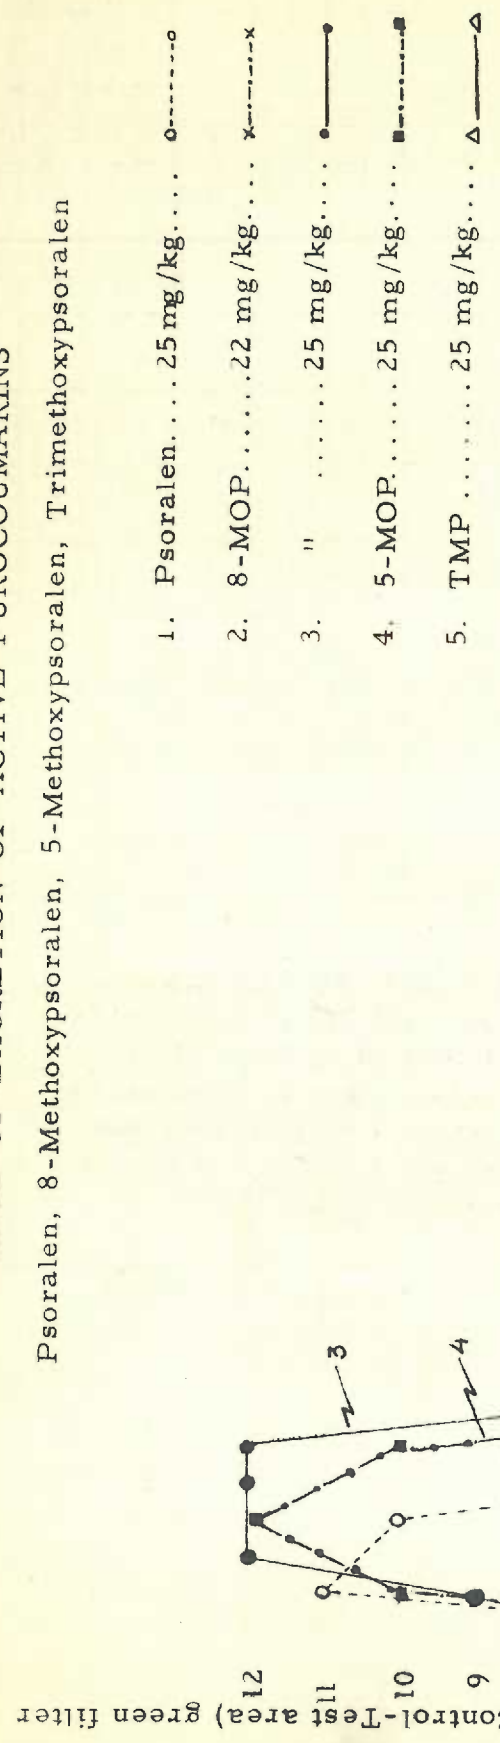 Psoralen, 8-Methoxypsoralen, 5-Methoxypsoralen, Trimethoxypsoralen
1. Psoralen....25 mg/kg....
2. 8-MOP.......22 mg/kg....
3. " .......25 mg/kg....
4. 5-MOP.......25 mg/kg....
5. TMP ........25 mg/kg....
3
4
12
11
10
9
Control-Test area) green filter